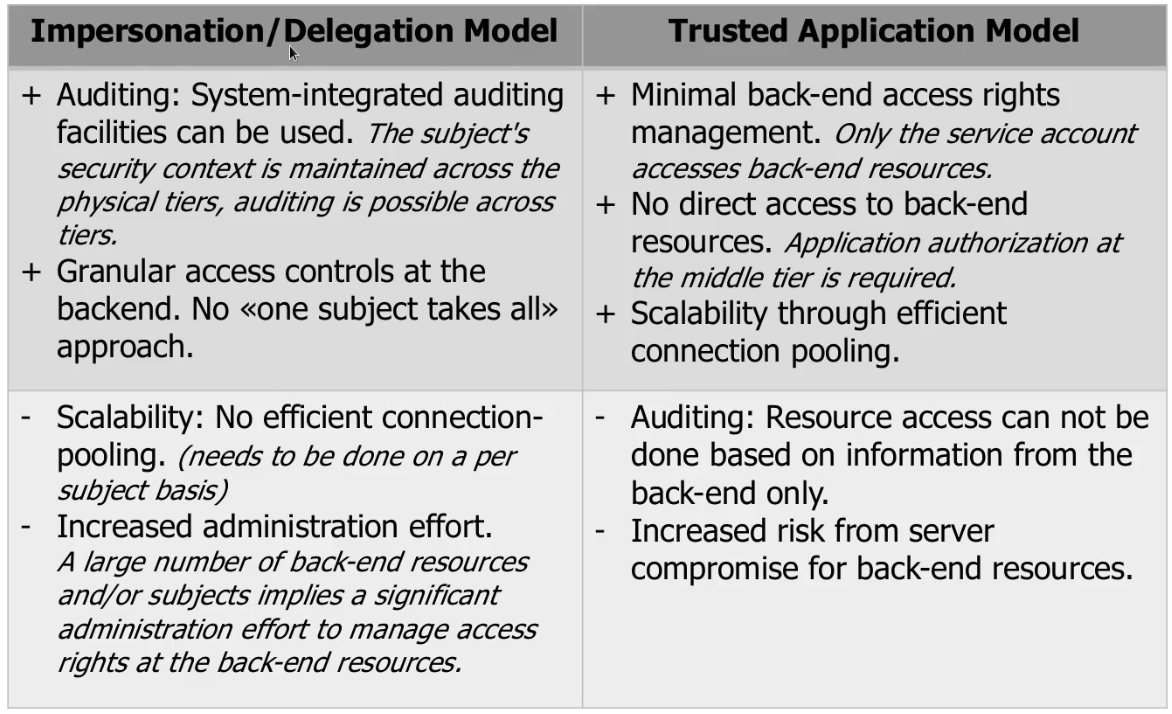 Impersonation/Delegation Model
+ Auditing: System-integrated auditing
facilities can be used. The subject's
security context is maintained across the
physical tiers, auditing is possible across
tiers.
+ Granular access controls at the
backend. No «one subject takes all»
approach.
- Scalability: No efficient connection-
pooling. (needs to be done on a per
subject basis)
- Increased administration effort.
A large number of back-end resources
and/or subjects implies a significant
administration effort to manage access
rights at the back-end resources.
Trusted Application Model
+ Minimal back-end access rights
management. Only the service account
accesses back-end resources.
+ No direct access to back-end
resources. Application authorization at
the middle tier is required.
+ Scalability through efficient
connection pooling.
- Auditing: Resource access can not be
done based on information from the
back-end only.
- Increased risk from server
compromise for back-end resources.